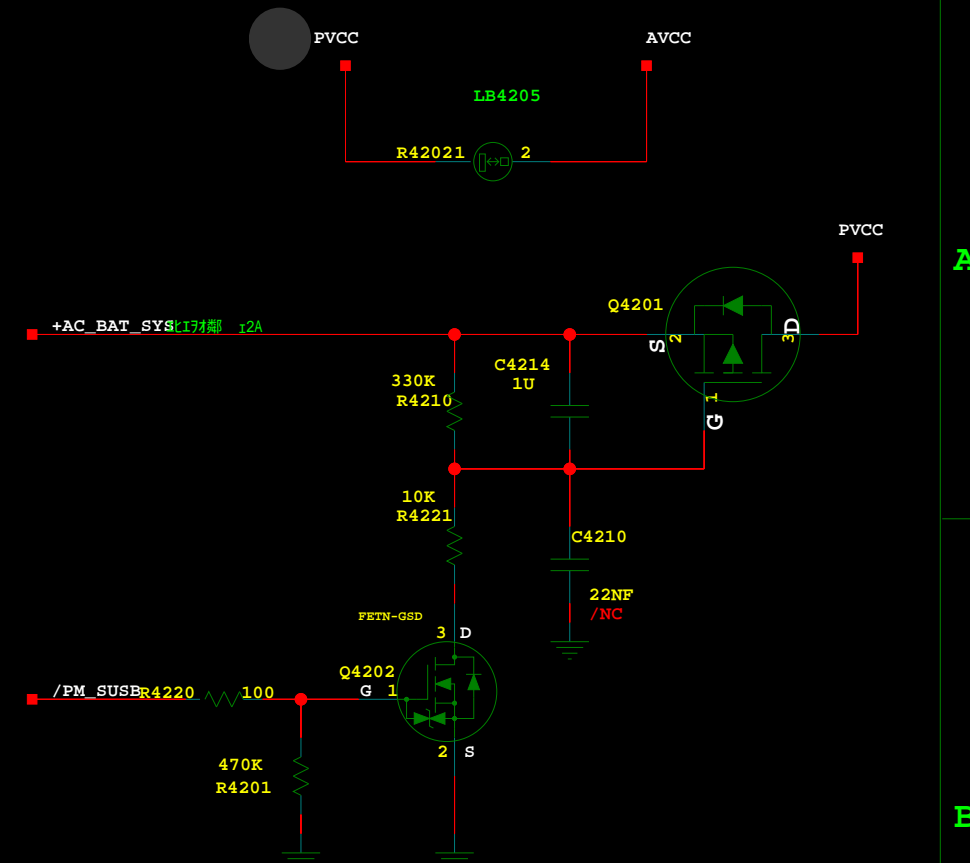 PVCC
AVCC
LB4205
R42021
2
PVCC
Q4201
+AC_BAT_SYS
2A
S
2
3
D
C4214
1U
330K
R4210
1
G
10K
R4221
C4210
22NF
/NC
FETN-GSD
3
D
Q4202
/PM_SUSB
R4220
100
G
1
2
S
470K
R4201
A
B